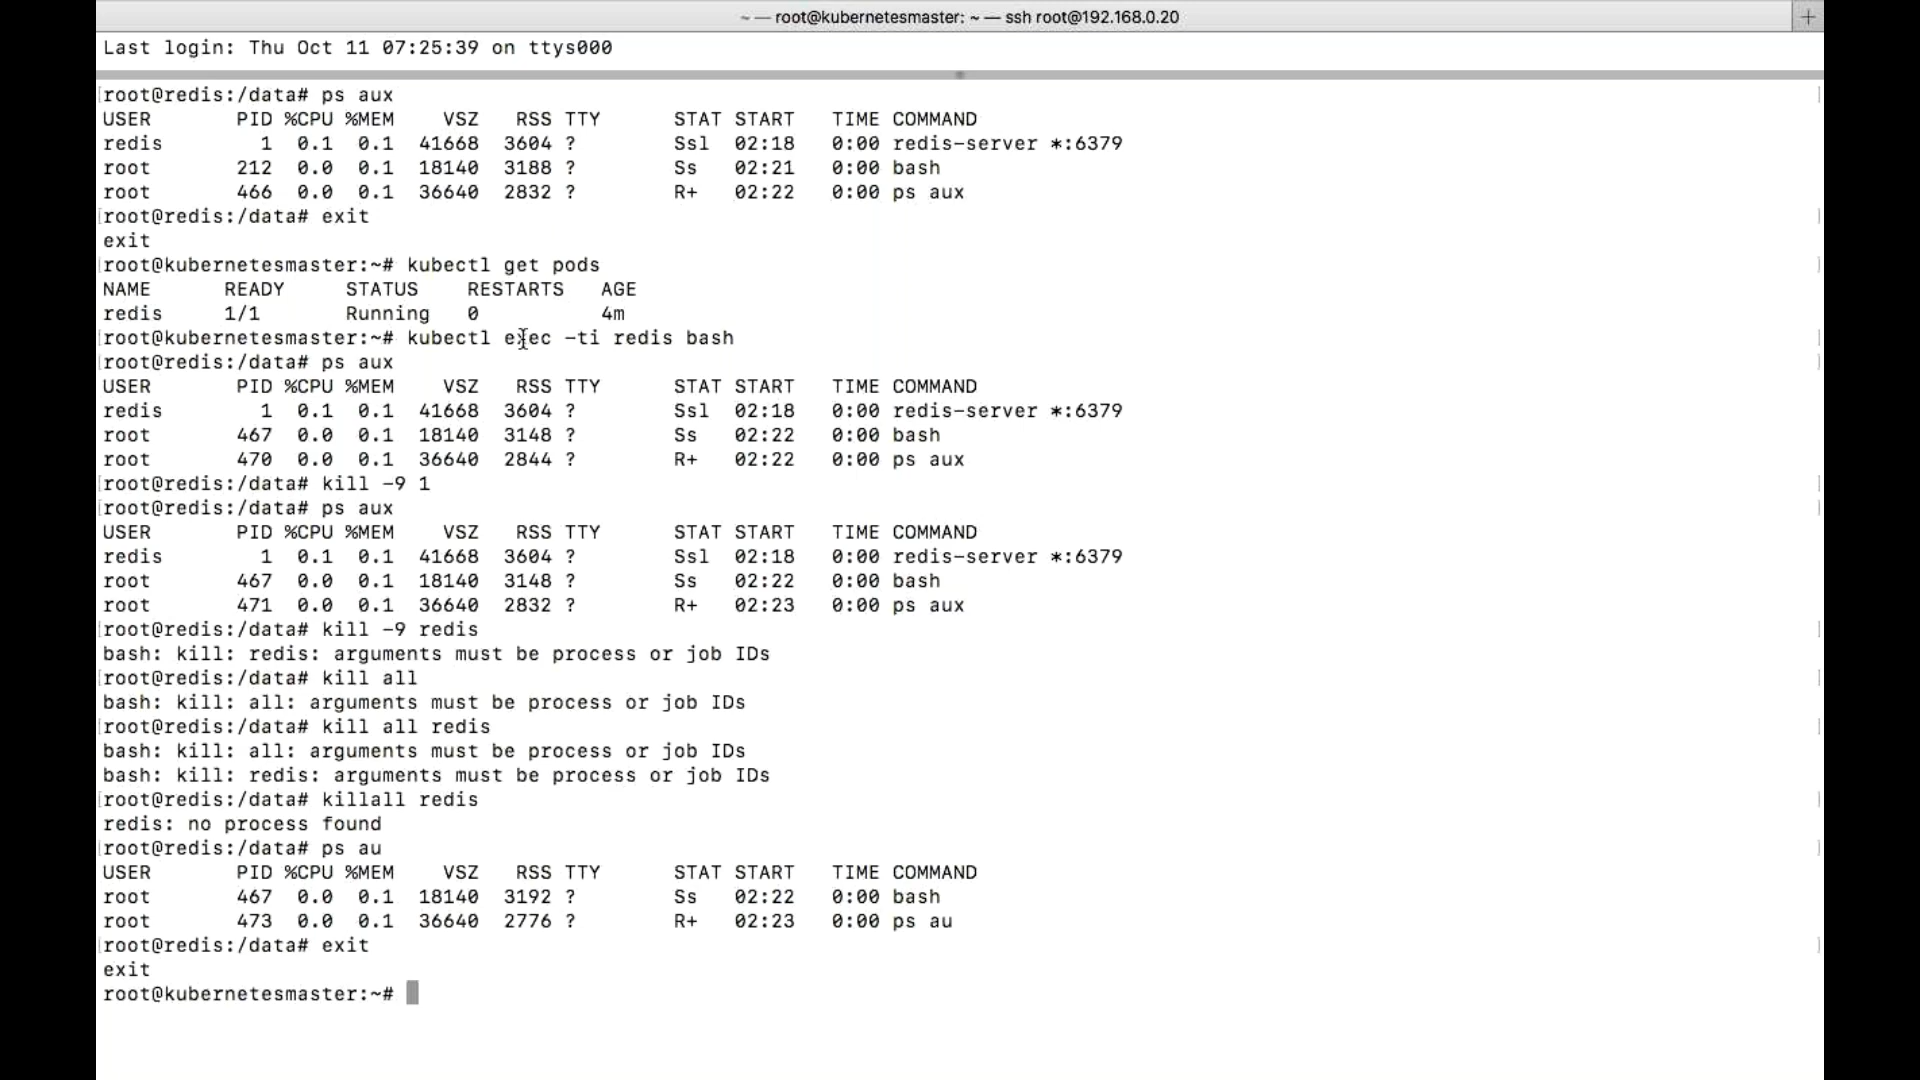 ~ — root@kubernetesmaster: ~ — ssh root@192.168.0.20
Last login: Thu Oct 11 07:25:39 on ttys000
[root@redis:/data# ps aux ]
USER PID %CPU %MEM VSZ RSS TTY STAT START TIME COMMAND
redis 1 0.1 0.1 41668 3604 ? Ssl 02:18 0:00 redis-server *:6379
root 212 0.0 0.1 18140 3188 ? Ss 02:21 0:00 bash
root 466 0.0 0.1 36640 2832 ? R+ 02:22 0:00 ps aux
[root@redis:/data# exit ]
exit
[root@kubernetesmaster:~# kubectl get pods ]
NAME READY STATUS RESTARTS AGE
redis 1/1 Running 0 4m
[root@kubernetesmaster:~# kubectl exec -ti redis bash ]
[root@redis:/data# ps aux ]
USER PID %CPU %MEM VSZ RSS TTY STAT START TIME COMMAND
redis 1 0.1 0.1 41668 3604 ? Ssl 02:18 0:00 redis-server *:6379
root 467 0.0 0.1 18140 3148 ? Ss 02:22 0:00 bash
root 470 0.0 0.1 36640 2844 ? R+ 02:22 0:00 ps aux
[root@redis:/data# kill -9 1 ]
[root@redis:/data# ps aux ]
USER PID %CPU %MEM VSZ RSS TTY STAT START TIME COMMAND
redis 1 0.1 0.1 41668 3604 ? Ssl 02:18 0:00 redis-server *:6379
root 467 0.0 0.1 18140 3148 ? Ss 02:22 0:00 bash
root 471 0.0 0.1 36640 2832 ? R+ 02:23 0:00 ps aux
[root@redis:/data# kill -9 redis ]
bash: kill: redis: arguments must be process or job IDs
[root@redis:/data# kill all ]
bash: kill: all: arguments must be process or job IDs
[root@redis:/data# kill all redis ]
bash: kill: all: arguments must be process or job IDs
bash: kill: redis: arguments must be process or job IDs
[root@redis:/data# killall redis ]
redis: no process found
[root@redis:/data# ps au ]
USER PID %CPU %MEM VSZ RSS TTY STAT START TIME COMMAND
root 467 0.0 0.1 18140 3192 ? Ss 02:22 0:00 bash
root 473 0.0 0.1 36640 2776 ? R+ 02:23 0:00 ps au
[root@redis:/data# exit ]
exit
root@kubernetesmaster:~#